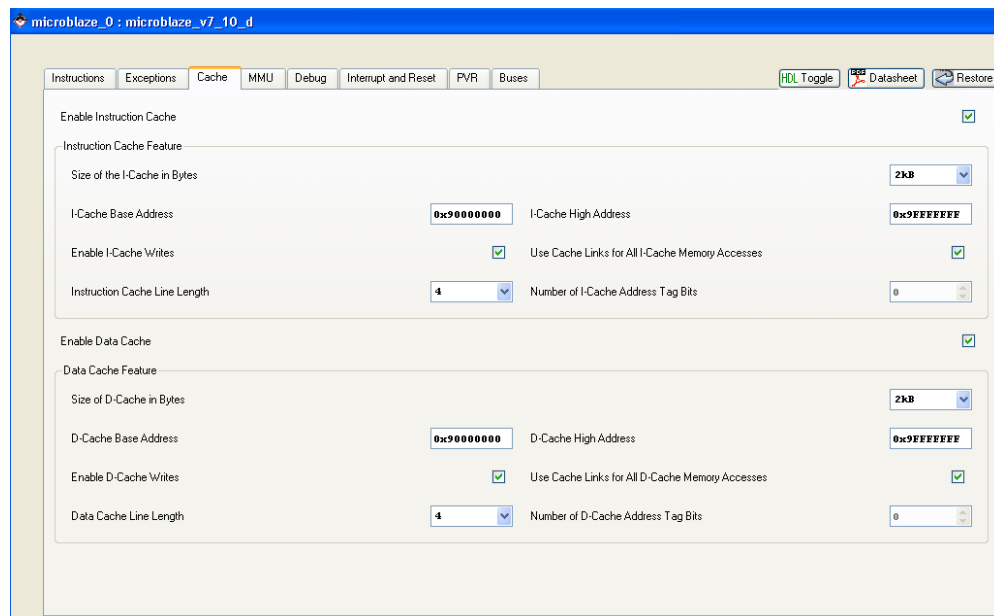 microblaze_0 : microblaze_v7_10_d
Instructions Exceptions Cache MMU Debug Interrupt and Reset PVR Buses HDL Toggle PDF Datasheet Restore
Enable Instruction Cache
Instruction Cache Feature
Size of the I-Cache in Bytes 2kB
I-Cache Base Address 0x90000000 I-Cache High Address 0x9FFFFFFF
Enable I-Cache Writes Use Cache Links for All I-Cache Memory Accesses
Instruction Cache Line Length 4 Number of I-Cache Address Tag Bits 0
Enable Data Cache
Data Cache Feature
Size of D-Cache in Bytes 2kB
D-Cache Base Address 0x90000000 D-Cache High Address 0x9FFFFFFF
Enable D-Cache Writes Use Cache Links for All D-Cache Memory Accesses
Data Cache Line Length 4 Number of D-Cache Address Tag Bits 0